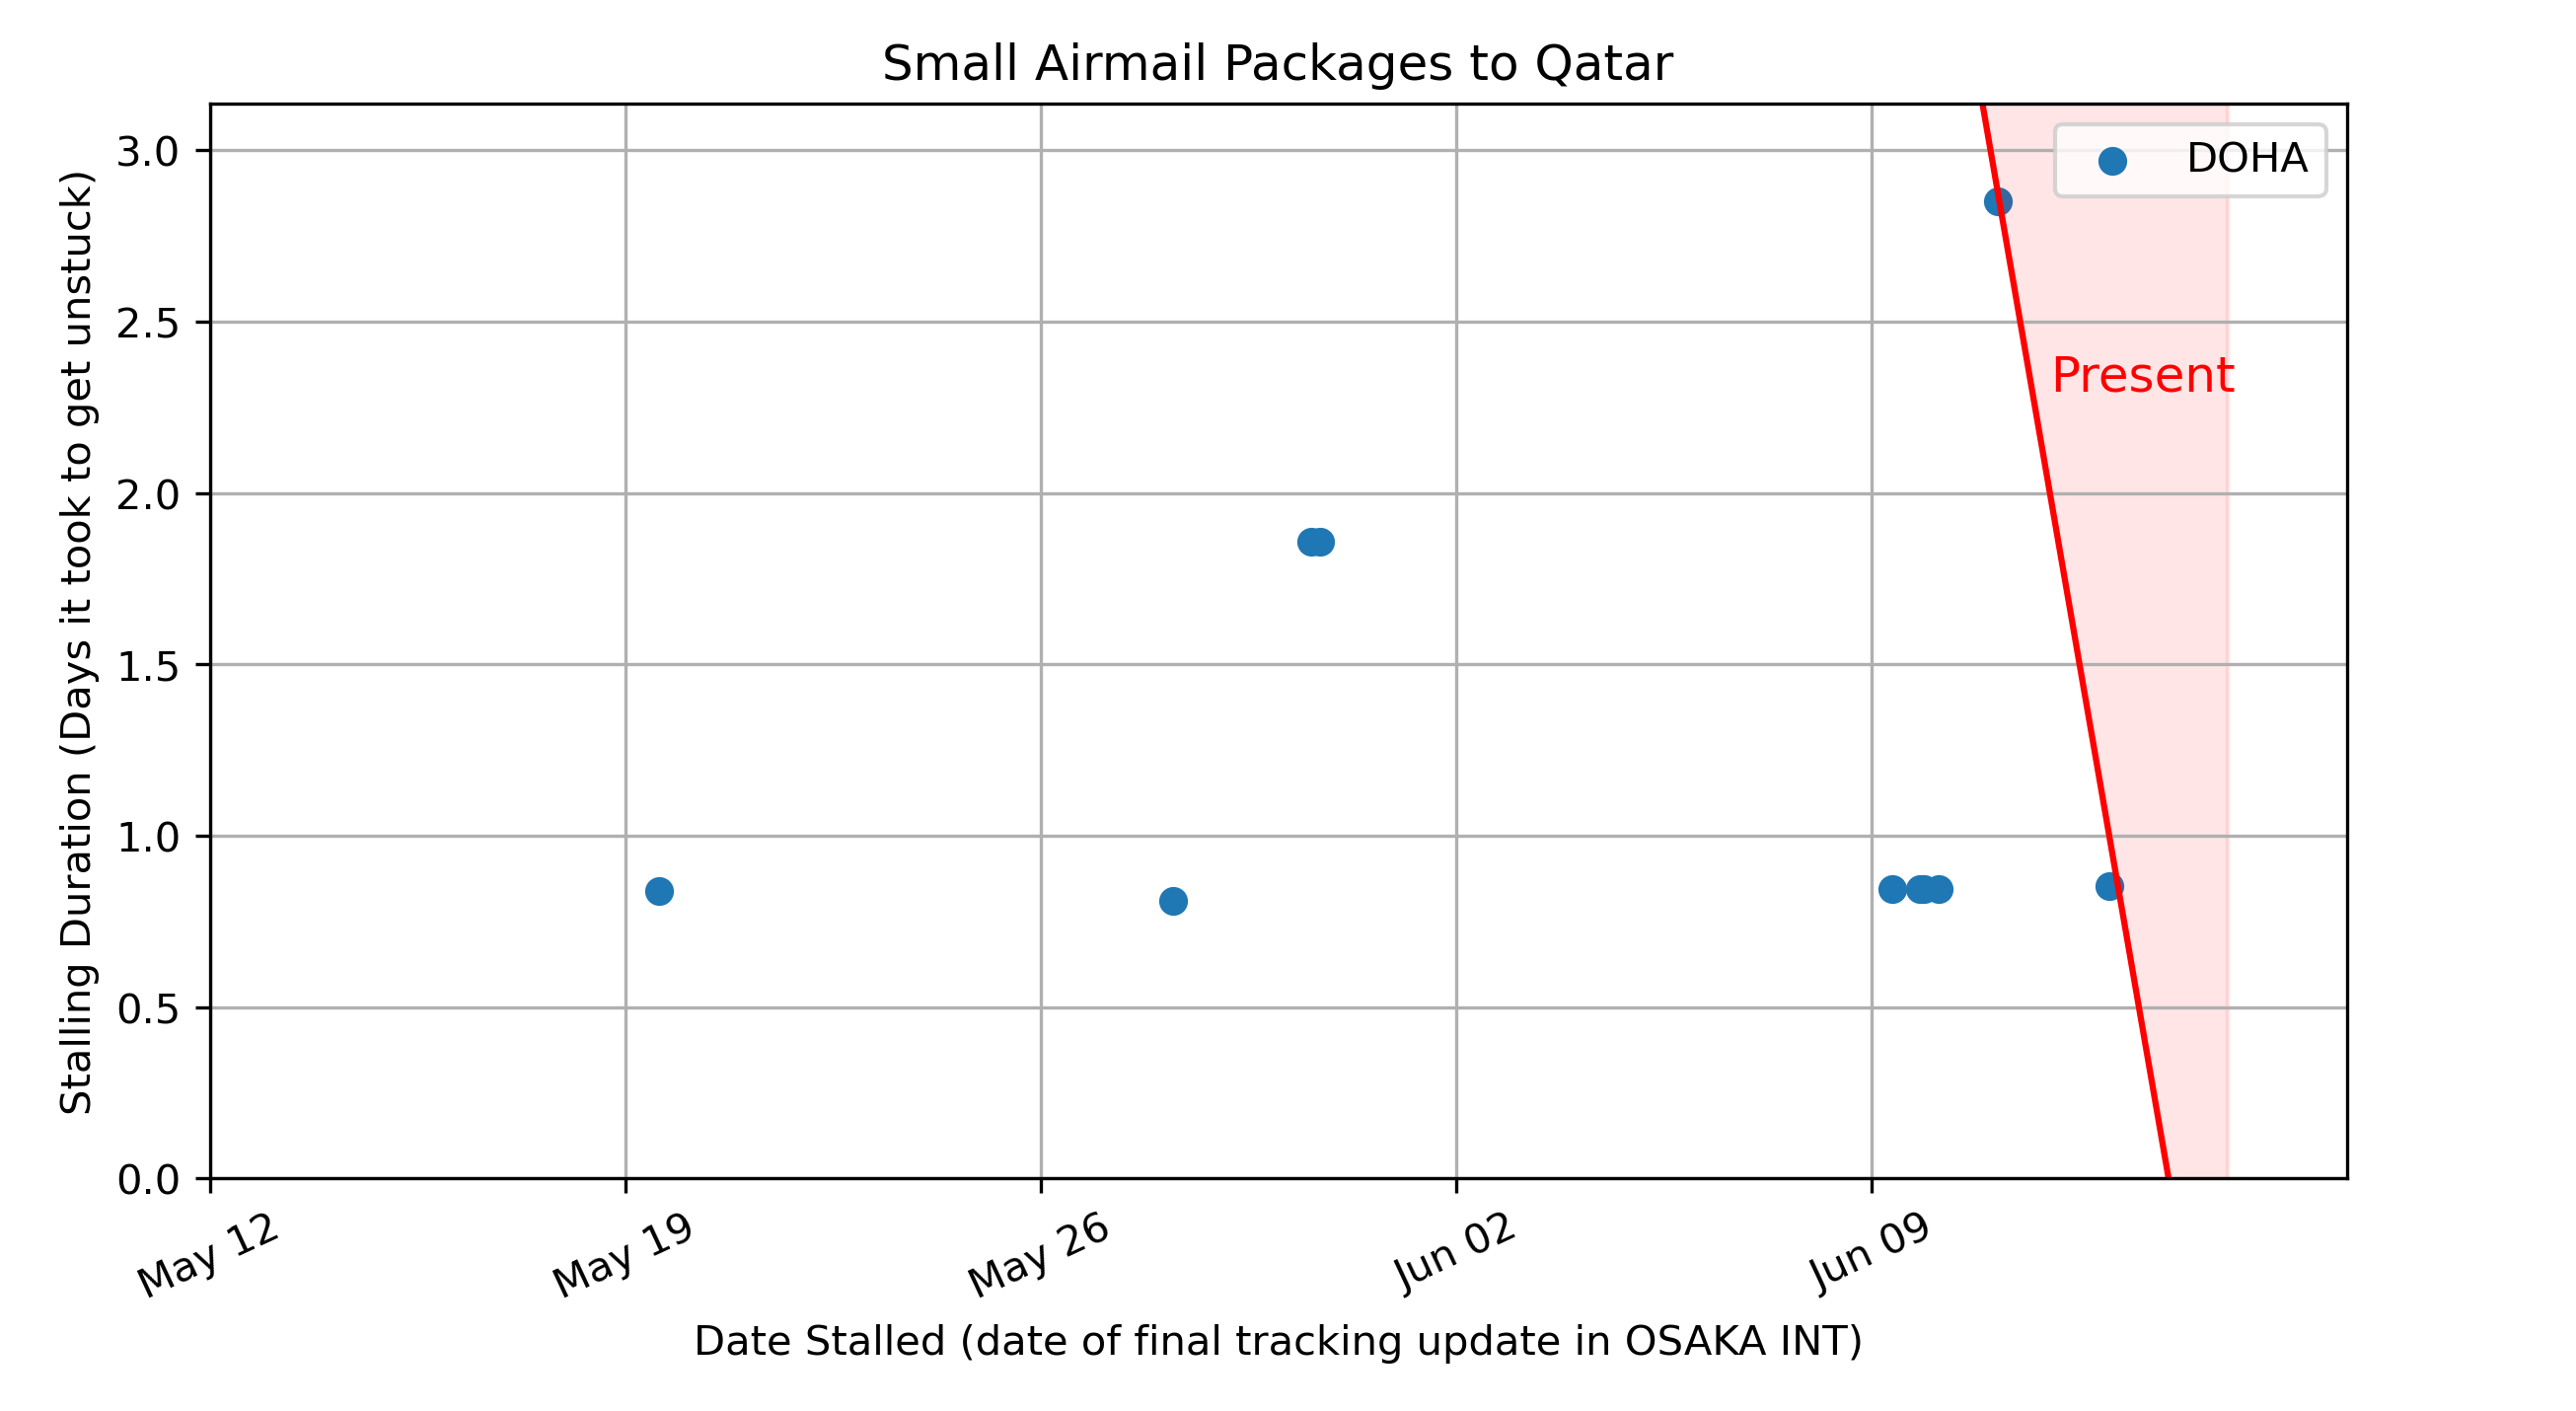 Small Airmail Packages to Qatar
Stalling Duration (Days it took to get unstuck)
3.0
2.5
2.0
1.5
1.0
0.5
0.0
DOHA
Present
May 12
May 19
May 26
Jun 02
Jun 09
Date Stalled (date of final tracking update in OSAKA INT)